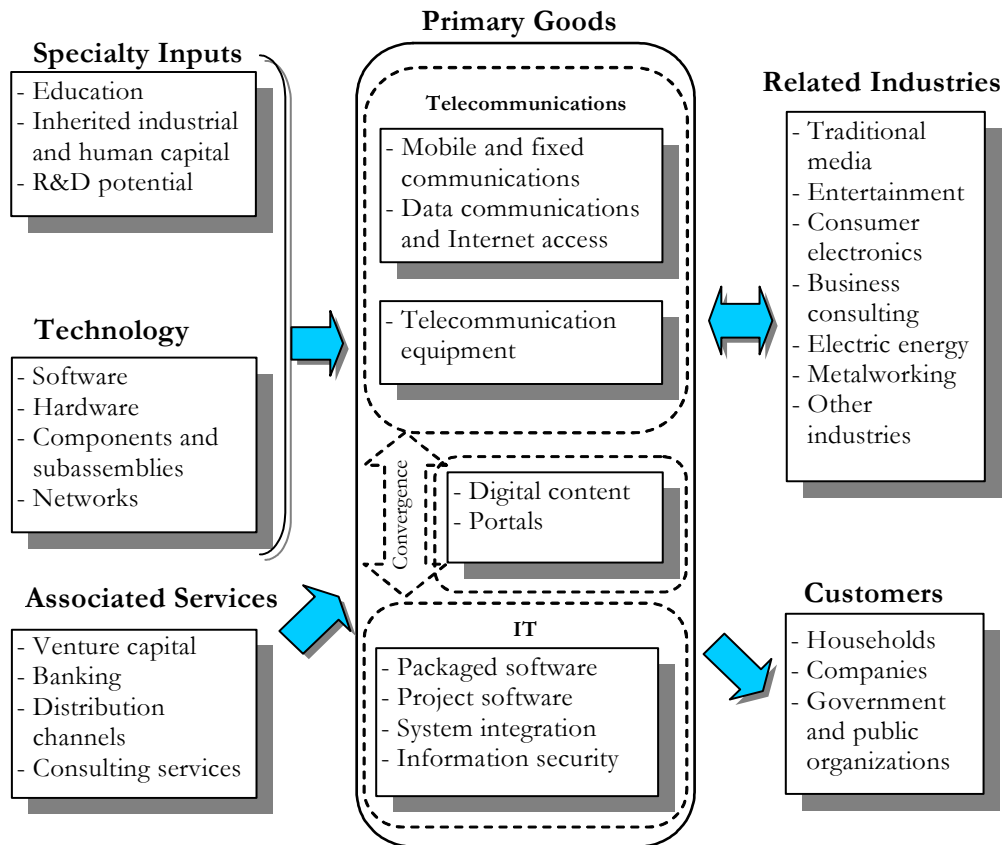 Specialty Inputs
- Education
- Inherited industrial
and human capital
- R&D potential
Technology
- Software
- Hardware
- Components and
subassemblies
- Networks
Associated Services
- Venture capital
- Banking
- Distribution
channels
- Consulting services
Primary Goods
Telecommunications
- Mobile and fixed
communications
- Data communications
and Internet access
- Telecommunication
equipment
Convergence
- Digital content
- Portals
IT
- Packaged software
- Project software
- System integration
- Information security
Related Industries
- Traditional
media
- Entertainment
- Consumer
electronics
- Business
consulting
- Electric energy
- Metalworking
- Other
industries
Customers
- Households
- Companies
- Government
and public
organizations